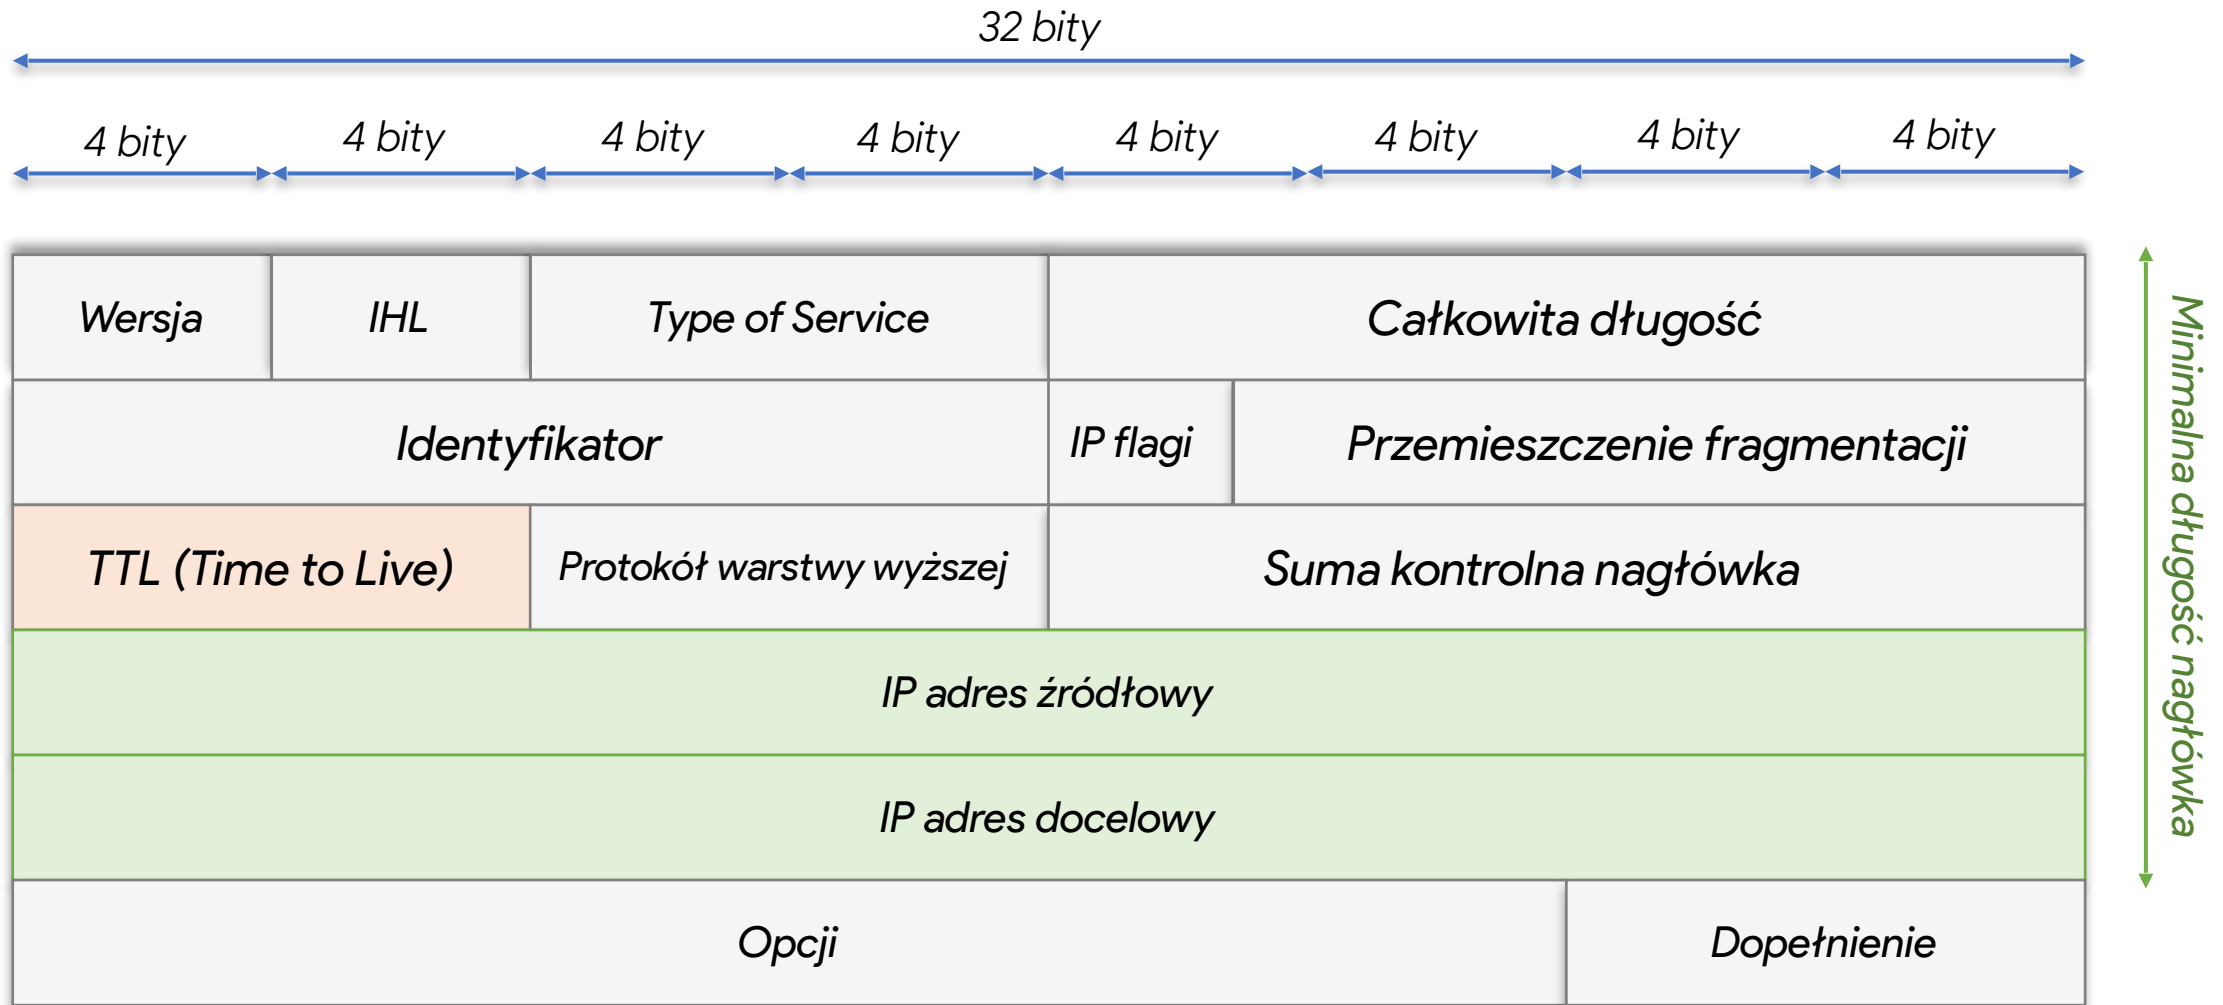 32 bity
4 bity
4 bity
4 bity
4 bity
4 bity
4 bity
4 bity
4 bity
Wersja
IHL
Type of Service
Całkowita długość
Identyfikator
IP flagi
Przemieszczenie fragmentacji
TTL (Time to Live)
Protokół warstwy wyższej
Suma kontrolna nagłówka
IP adres źródłowy
IP adres docelowy
Opcji
Dopełnienie
Minimalna długość nagłówka